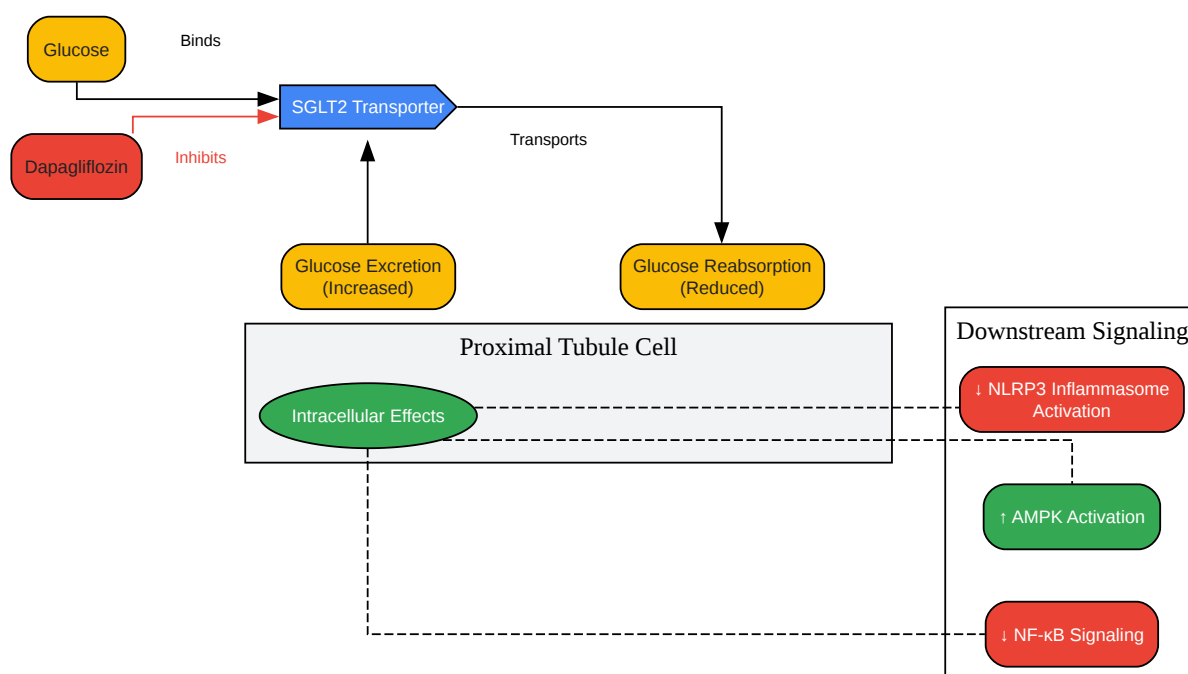 Glucose
Binds
SGLT2 Transporter
Dapagliflozin
Inhibits
Transports
Glucose Excretion
(Increased)
Glucose Reabsorption
(Reduced)
Proximal Tubule Cell
Intracellular Effects
Downstream Signaling
↓ NLRP3 Inflammasome
Activation
↑ AMPK Activation
↓ NF-κB Signaling